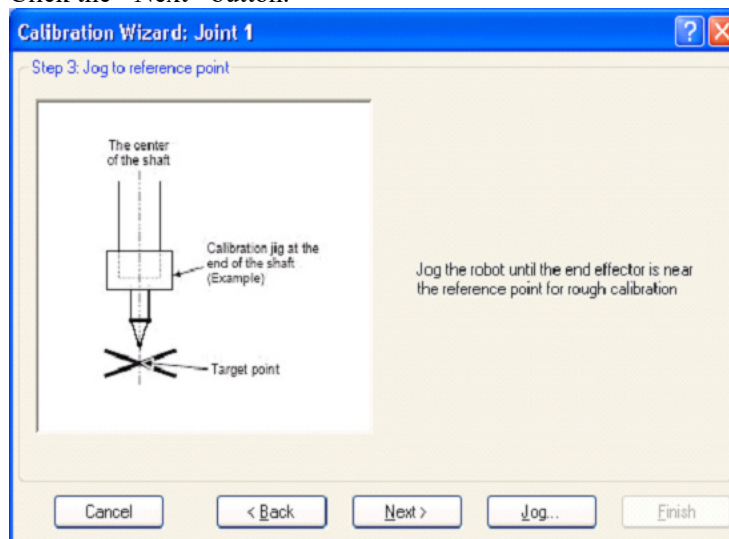 Calibration Wizard: Joint 1
Step 3: Jog to reference point
The center
of the shaft
Calibration jig at the
end of the shaft
(Example)
Target point
Jog the robot until the end effector is near
the reference point for rough calibration
Cancel
< Back
Next >
Jog...
Finish